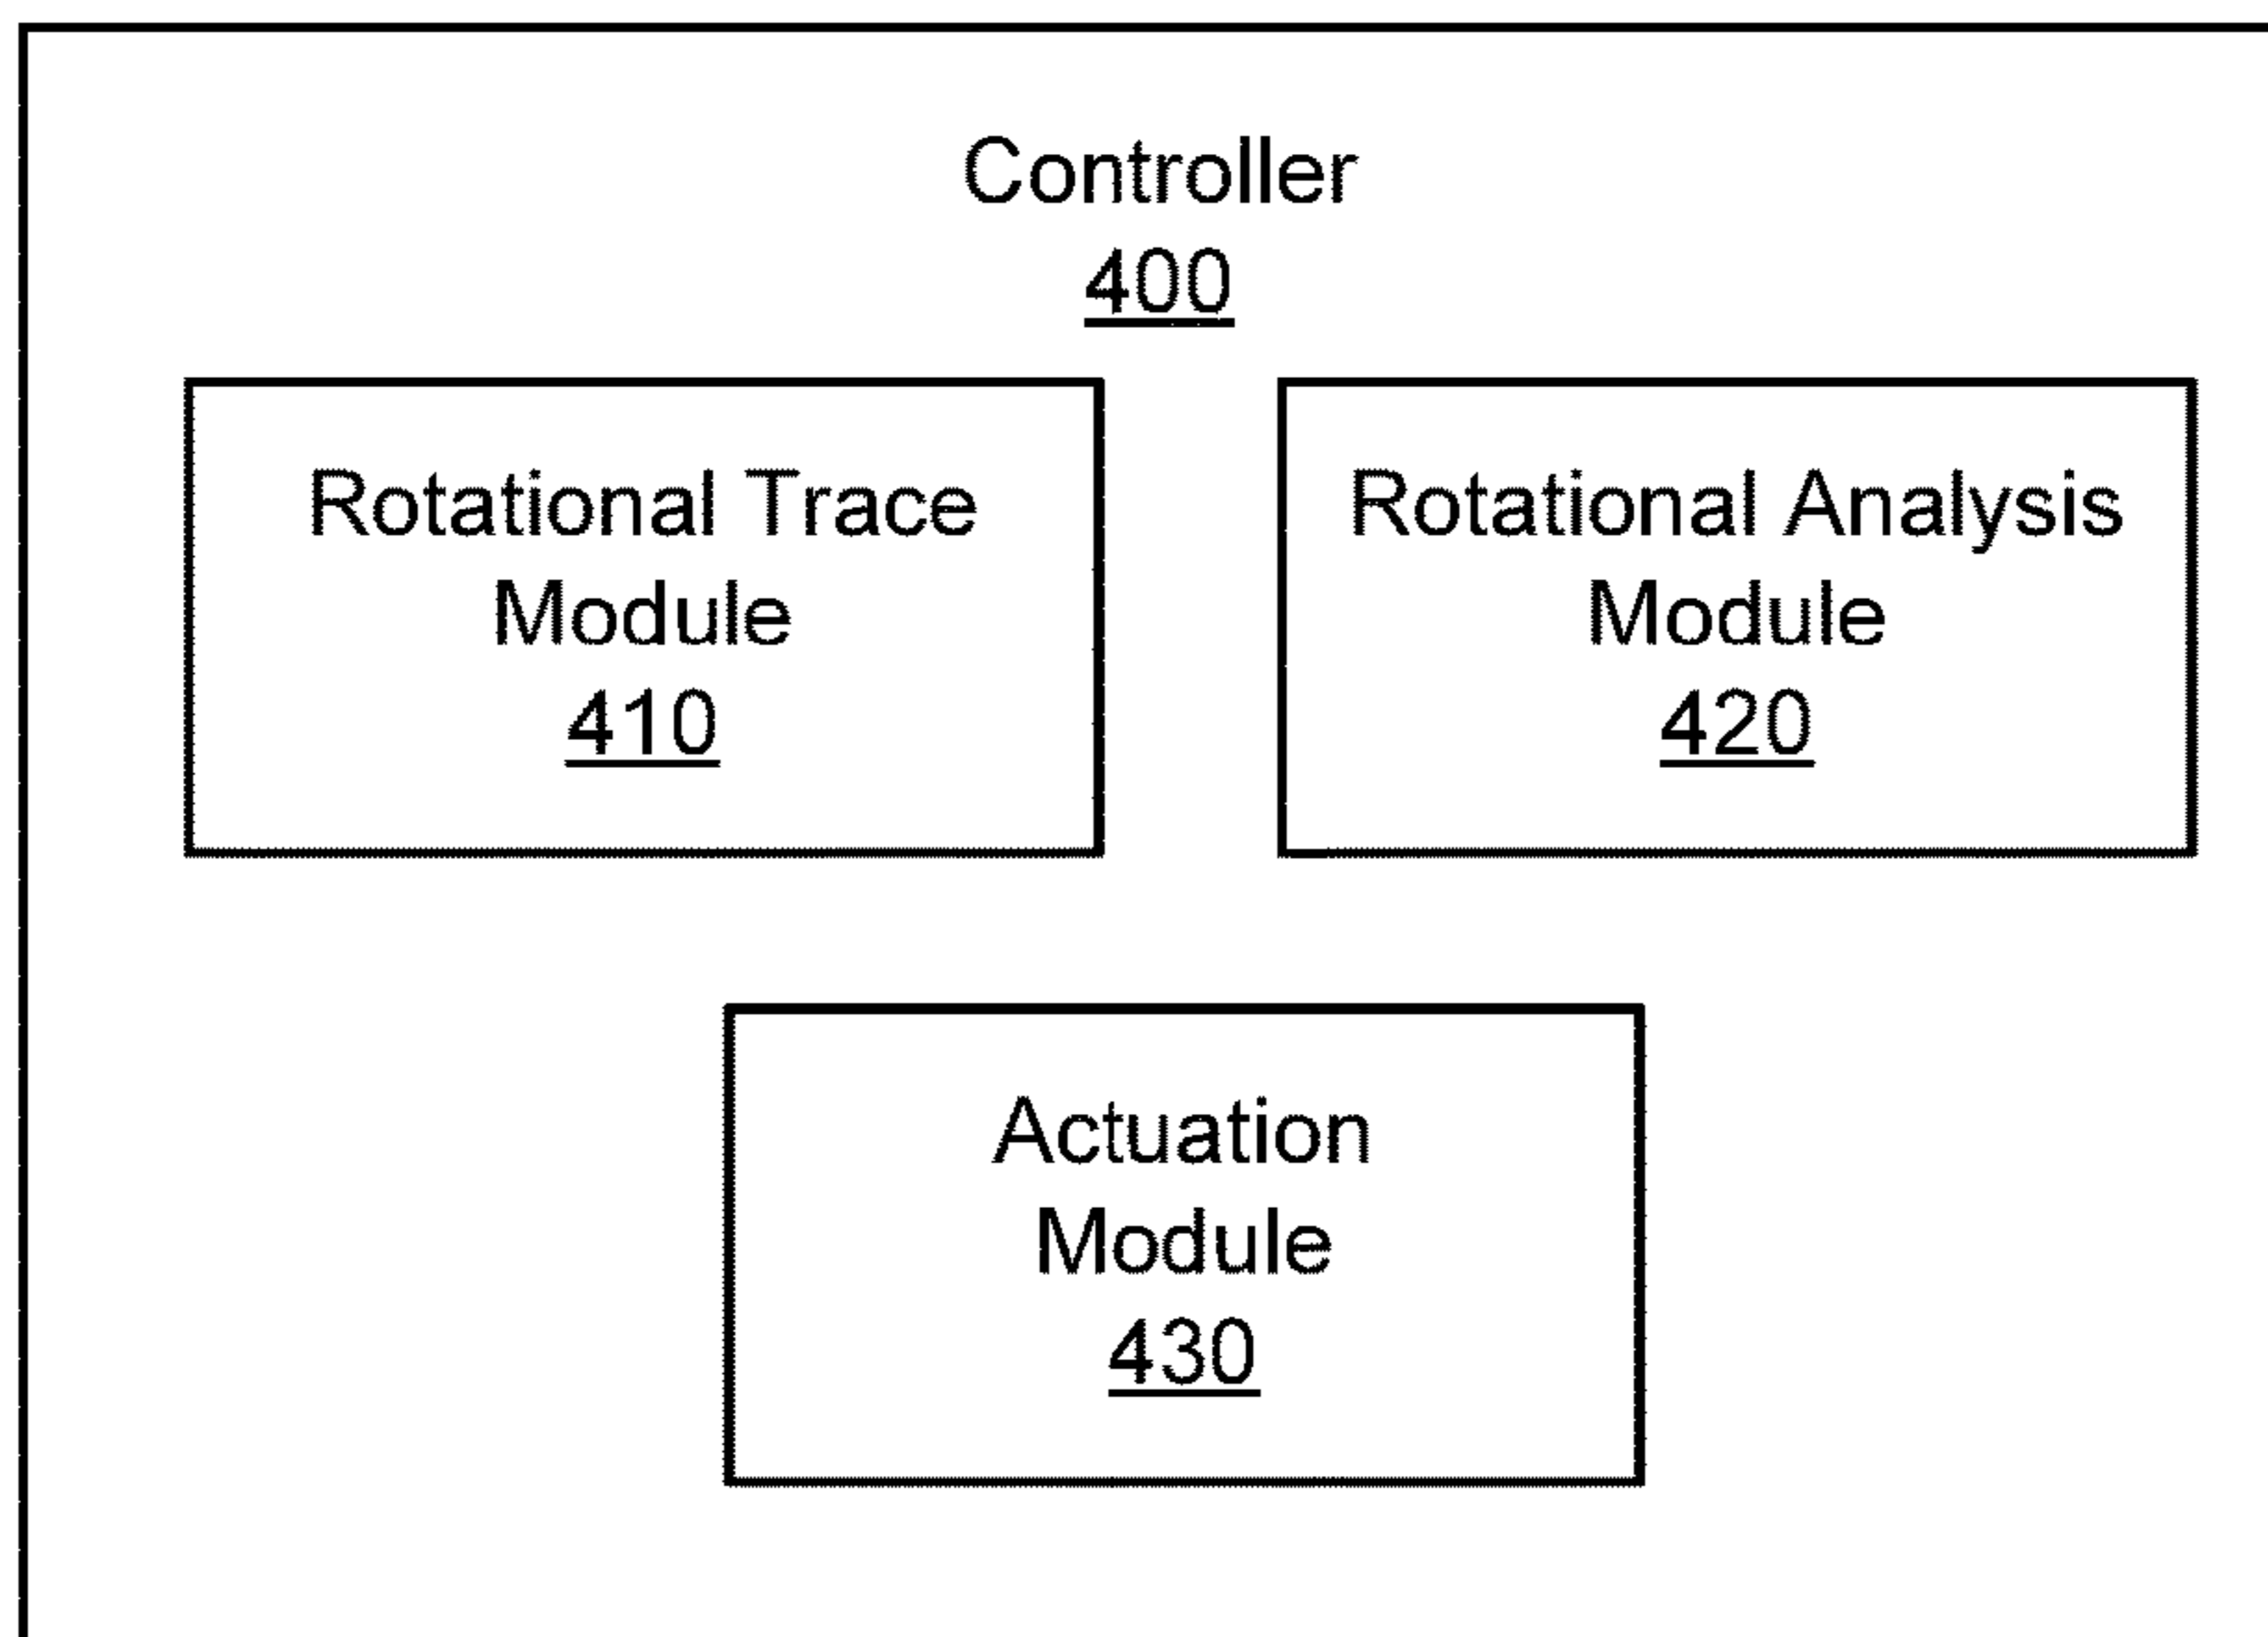 Controller
400
Rotational Trace
Module
410
Rotational Analysis
Module
420
Actuation
Module
430